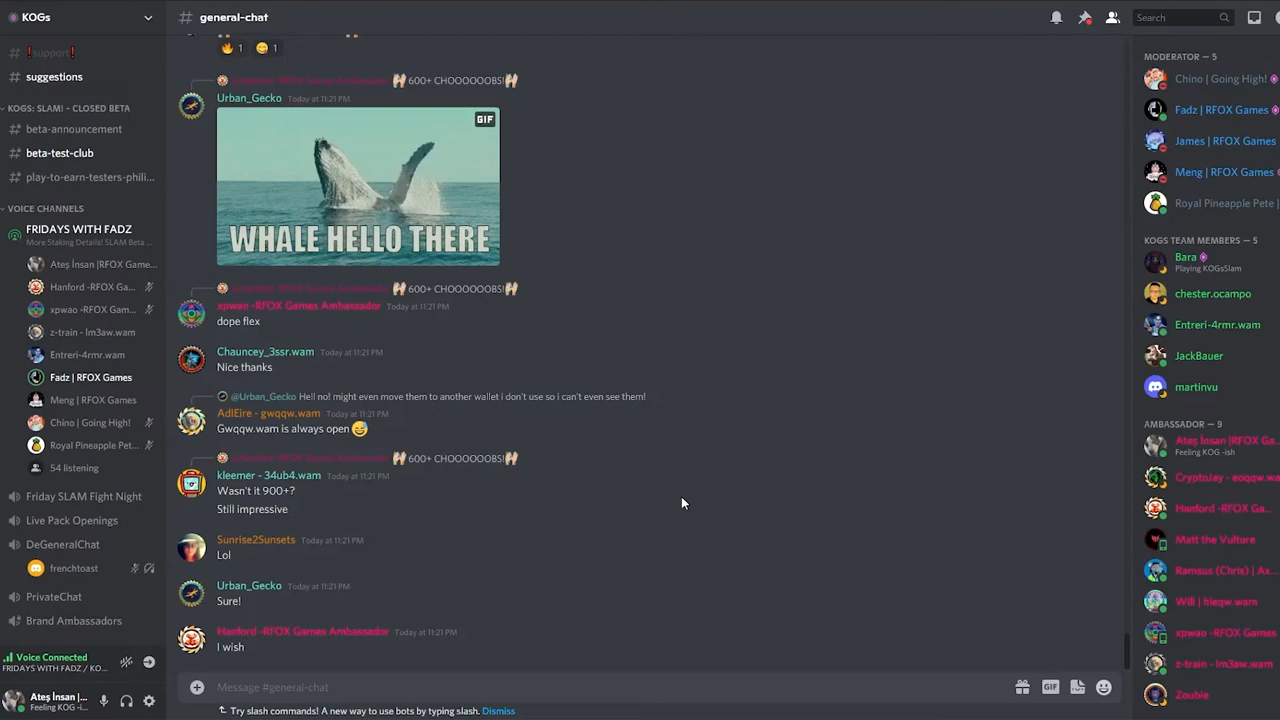 KOGs
general-chat
Search
❗support❗
suggestions
KOGS: SLAM! - CLOSED BETA
beta-announcement
beta-test-club
play-to-earn-testers-phili...
VOICE CHANNELS
FRIDAYS WITH FADZ
More Staking Details! SLAM Beta ...
Ateş İnsan |RFOX Game...
Hanford -RFOX Ga...
xpwao -RFOX Gam...
z-train - lm3aw.wam
Entreri-4rmr.wam
Fadz | RFOX Games
Meng | RFOX Games
Chino | Going High!
Royal Pineapple Pet...
54 listening
Friday SLAM Fight Night
Live Pack Openings
DeGeneralChat
frenchtoast
PrivateChat
Brand Ambassadors
Voice Connected
FRIDAYS WITH FADZ / KO...
Ateş İnsan |...
Feeling KOG -i...
1 1
600+ CHOOOOOOBS!
Urban_Gecko Today at 11:21 PM
GIF
WHALE HELLO THERE
600+ CHOOOOOOBS!
xpwao -RFOX Games Ambassador Today at 11:21 PM
dope flex
Chauncey_3ssr.wam Today at 11:21 PM
Nice thanks
@Urban_Gecko Hell no! might even move them to another wallet i don't use so i can't even see them!
AdlEire - gwqqw.wam Today at 11:21 PM
Gwqqw.wam is always open 😅
600+ CHOOOOOOBS!
kleemer - 34ub4.wam Today at 11:21 PM
Wasn't it 900+?
Still impressive
Sunrise2Sunsets Today at 11:21 PM
Lol
Urban_Gecko Today at 11:21 PM
Sure!
Hanford -RFOX Games Ambassador Today at 11:21 PM
I wish
Message #general-chat
GIF
Try slash commands! A new way to use bots by typing slash. Dismiss
MODERATOR — 5
Chino | Going High!
Fadz | RFOX Games
James | RFOX Games
Meng | RFOX Games
Royal Pineapple Pete |
KOGS TEAM MEMBERS — 5
Bara
Playing KOGsSlam
chester.ocampo
Entreri-4rmr.wam
JackBauer
martinvu
AMBASSADOR — 9
Ateş İnsan |RFOX Ga
Feeling KOG -ish
CryptoJay - eoqqw.wa
Hanford -RFOX Ga...
Matt the Vulture
Ramsus (Chris) | Ax...
Will | hieqw.wam
xpwao -RFOX Games
z-train - lm3aw.wam
Zoubie